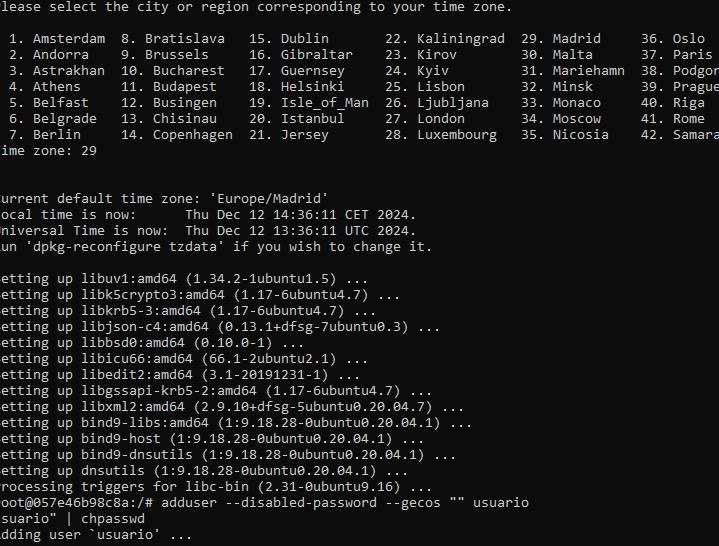 lease select the city or region corresponding to your time zone.
1. Amsterdam 8. Bratislava 15. Dublin 22. Kaliningrad 29. Madrid 36. Oslo
2. Andorra 9. Brussels 16. Gibraltar 23. Kirov 30. Malta 37. Paris
3. Astrakhan 10. Bucharest 17. Guernsey 24. Kyiv 31. Mariehamn 38. Podgor
4. Athens 11. Budapest 18. Helsinki 25. Lisbon 32. Minsk 39. Prague
5. Belfast 12. Busingen 19. Isle_of_Man 26. Ljubljana 33. Monaco 40. Riga
6. Belgrade 13. Chisinau 20. Istanbul 27. London 34. Moscow 41. Rome
7. Berlin 14. Copenhagen 21. Jersey 28. Luxembourg 35. Nicosia 42. Samara
ime zone: 29
urrent default time zone: 'Europe/Madrid'
ocal time is now: Thu Dec 12 14:36:11 CET 2024.
niversal Time is now: Thu Dec 12 13:36:11 UTC 2024.
un 'dpkg-reconfigure tzdata' if you wish to change it.
etting up libuv1:amd64 (1.34.2-1ubuntu1.5) ...
etting up libk5crypto3:amd64 (1.17-6ubuntu4.7) ...
etting up libkrb5-3:amd64 (1.17-6ubuntu4.7) ...
etting up libjson-c4:amd64 (0.13.1+dfsg-7ubuntu0.3) ...
etting up libbsd0:amd64 (0.10.0-1) ...
etting up libicu66:amd64 (66.1-2ubuntu2.1) ...
etting up libedit2:amd64 (3.1-20191231-1) ...
etting up libgssapi-krb5-2:amd64 (1.17-6ubuntu4.7) ...
etting up libxml2:amd64 (2.9.10+dfsg-5ubuntu0.20.04.7) ...
etting up bind9-libs:amd64 (1:9.18.28-0ubuntu0.20.04.1) ...
etting up bind9-host (1:9.18.28-0ubuntu0.20.04.1) ...
etting up bind9-dnsutils (1:9.18.28-0ubuntu0.20.04.1) ...
etting up dnsutils (1:9.18.28-0ubuntu0.20.04.1) ...
rocessing triggers for libc-bin (2.31-0ubuntu9.16) ...
oot@057e46b98c8a:/# adduser --disabled-password --gecos "" usuario
suario" | chpasswd
dding user `usuario' ...